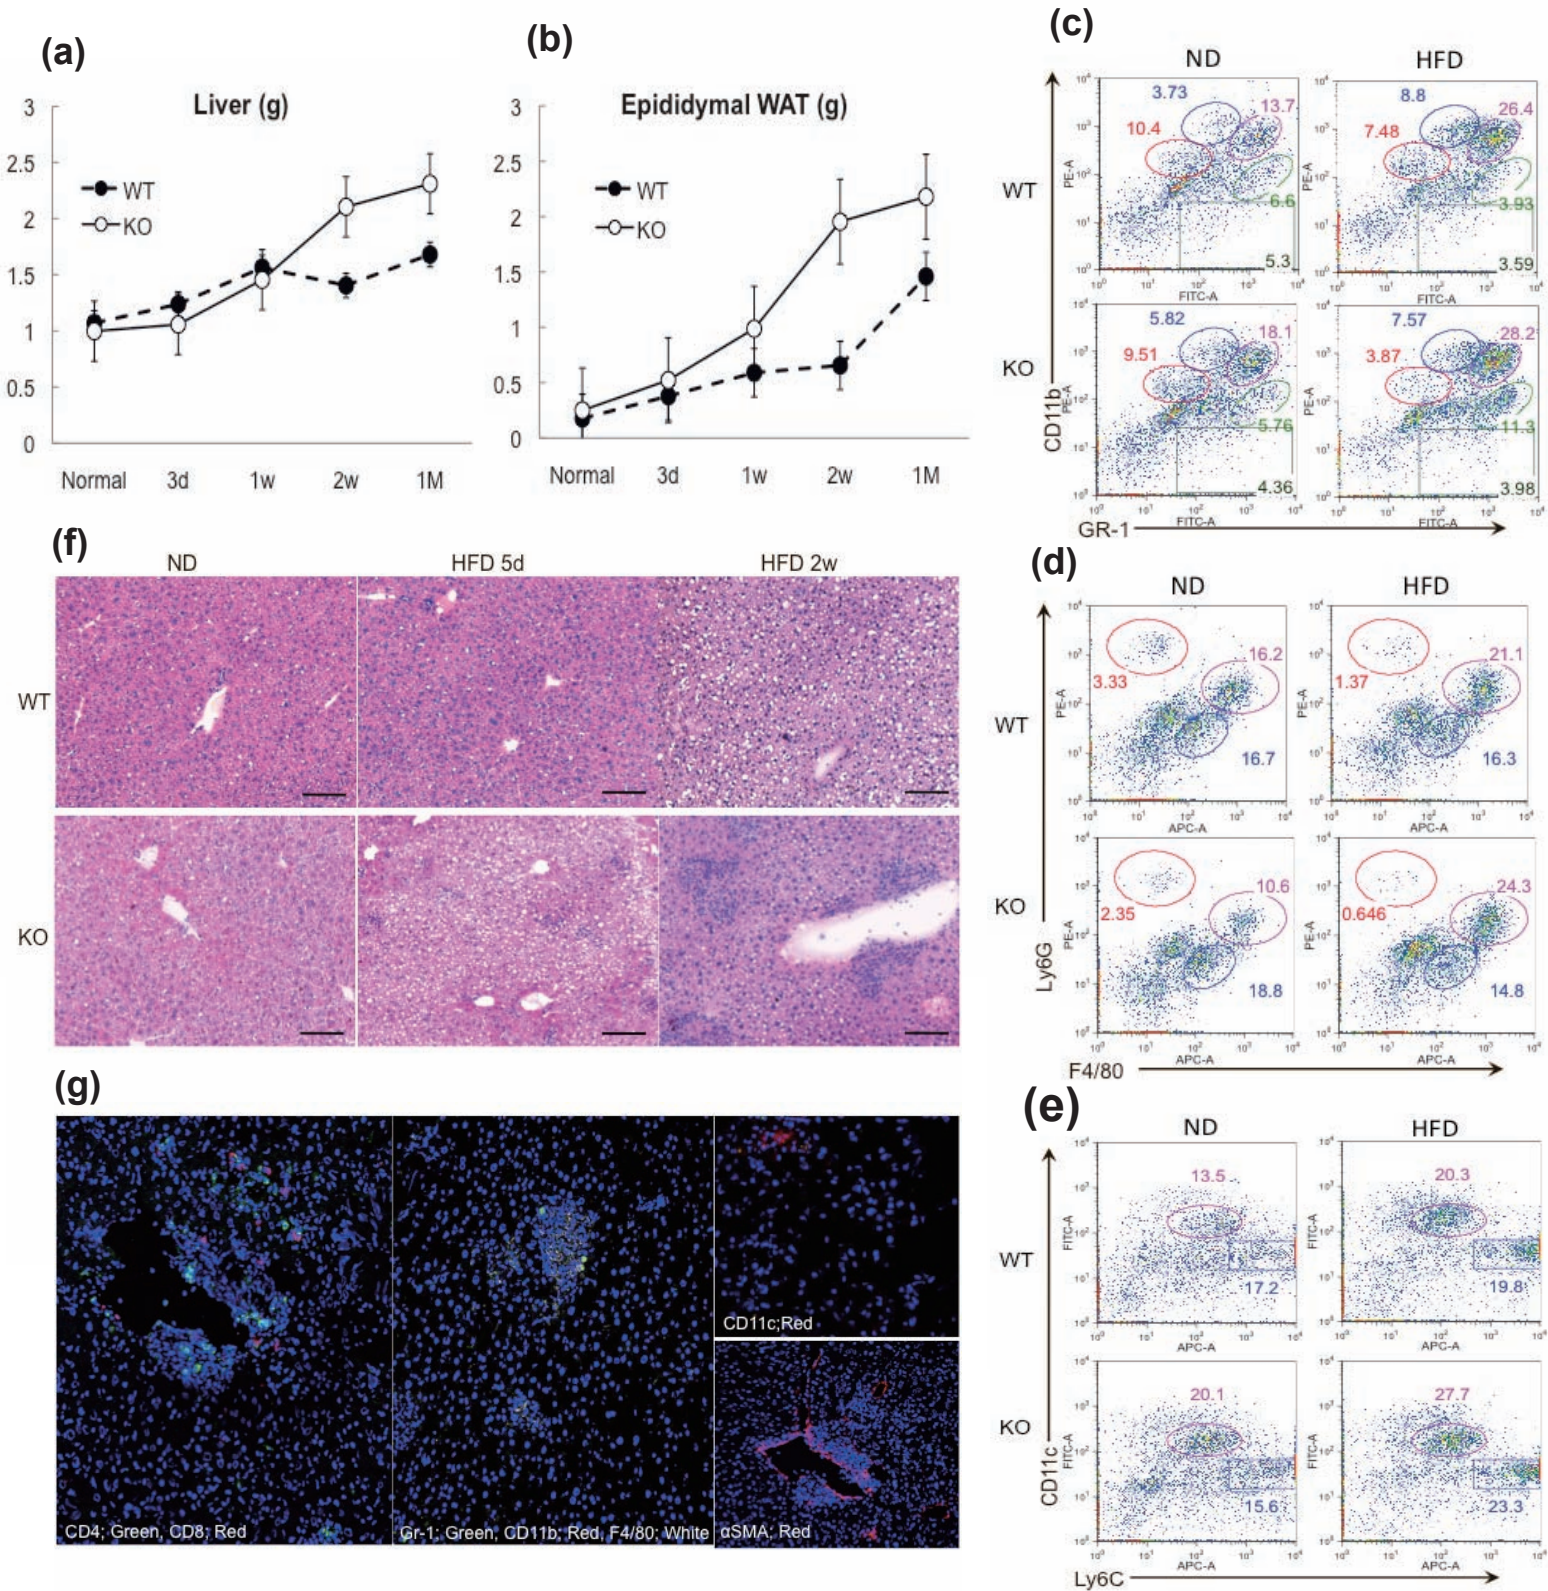 (a)
Liver (g)
3
2.5
2
1.5
1
0.5
0
WT
KO
Normal 3d 1w 2w 1M
(b)
Epididymal WAT (g)
3
2.5
2
1.5
1
0.5
0
WT
KO
Normal 3d 1w 2w 1M
(c)
ND HFD
WT
3.73
13.7
10.4
6.6
5.3
8.8
26.4
7.48
3.93
3.59
KO
5.82
18.1
9.51
5.76
4.36
7.57
28.2
3.87
11.3
3.98
PE-A
FITC-A
CD11b
GR-1
(d)
ND HFD
WT
16.2
3.33
16.7
21.1
1.37
16.3
KO
10.6
2.35
18.8
24.3
0.646
14.8
PE-A
APC-A
Ly6G
F4/80
(e)
ND HFD
WT
13.5
17.2
20.3
19.8
KO
20.1
15.6
27.7
23.3
FITC-A
APC-A
CD11c
Ly6C
(f)
ND HFD 5d HFD 2w
WT
KO
(g)
CD4; Green, CD8; Red
Gr-1; Green, CD11b; Red, F4/80; White
CD11c;Red
αSMA; Red